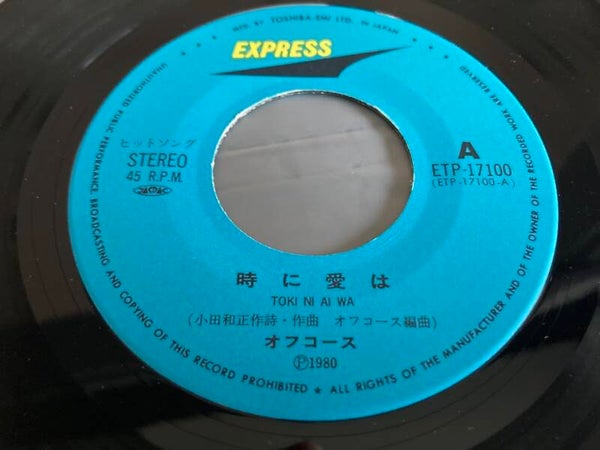 MFD. BY TOSHIBA-EMI LTD. IN JAPAN
EXPRESS
ヒットソング
STEREO
45 R.P.M.
JASRAC
A
ETP-17100
(ETP-17100-A)
時に愛は
TOKI NI AI WA
(小田和正作詩・作曲 オフコース編曲)
オフコース
Ⓟ1980
UNAUTHORIZED PUBLIC PERFORMANCE, BROADCASTING AND COPYING OF THIS RECORD PROHIBITED ★ ALL RIGHTS OF THE MANUFACTURER AND OF THE OWNER OF THE RECORDED WORK ARE RESERVED